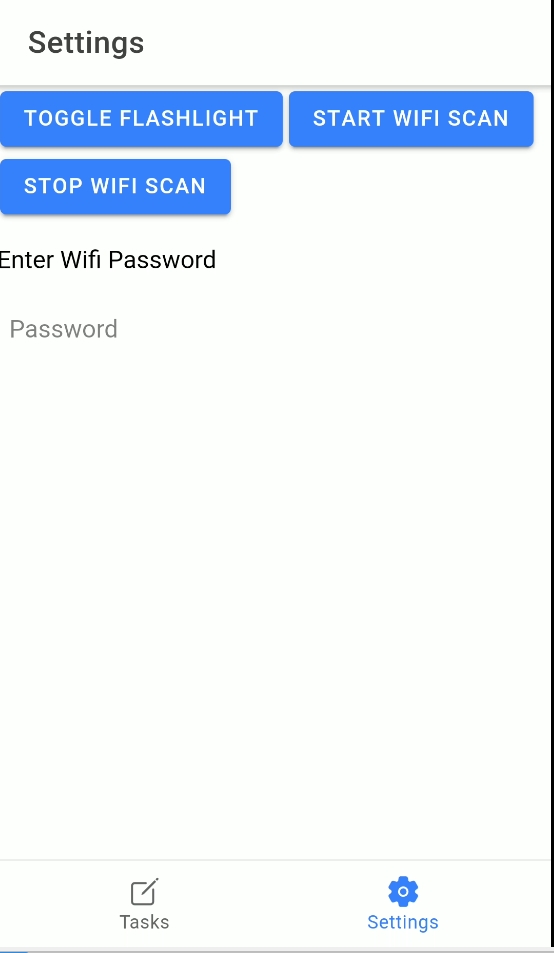 Settings
TOGGLE FLASHLIGHT START WIFI SCAN
STOP WIFI SCAN
Enter Wifi Password
Password
Tasks Settings